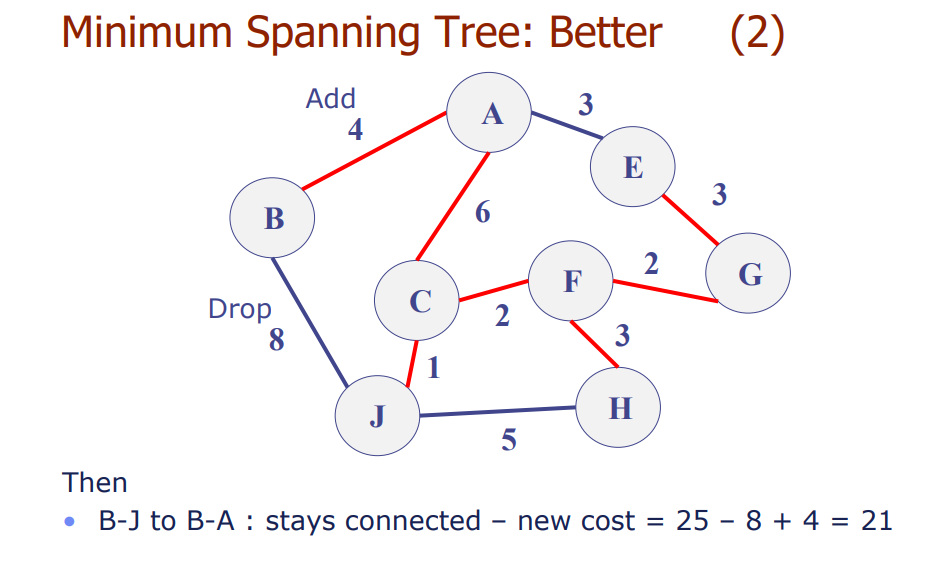 Minimum Spanning Tree: Better (2)
Add
4
A
3
E
3
B
6
G
2
F
C
2
Drop
8
3
1
J
H
5
Then
• B-J to B-A : stays connected – new cost = 25 – 8 + 4 = 21